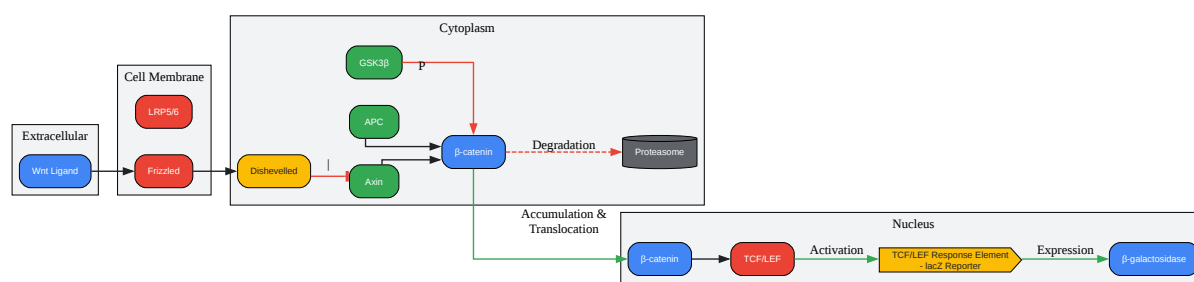 Cytoplasm
GSK3β
P
Cell Membrane
LRP5/6
APC
Extracellular
Degradation
β-catenin
Proteasome
|
Wnt Ligand
Frizzled
Dishevelled
Axin
Accumulation &
Translocation
Nucleus
β-catenin
TCF/LEF
Activation
TCF/LEF Response Element
- lacZ Reporter
Expression
β-galactosidase